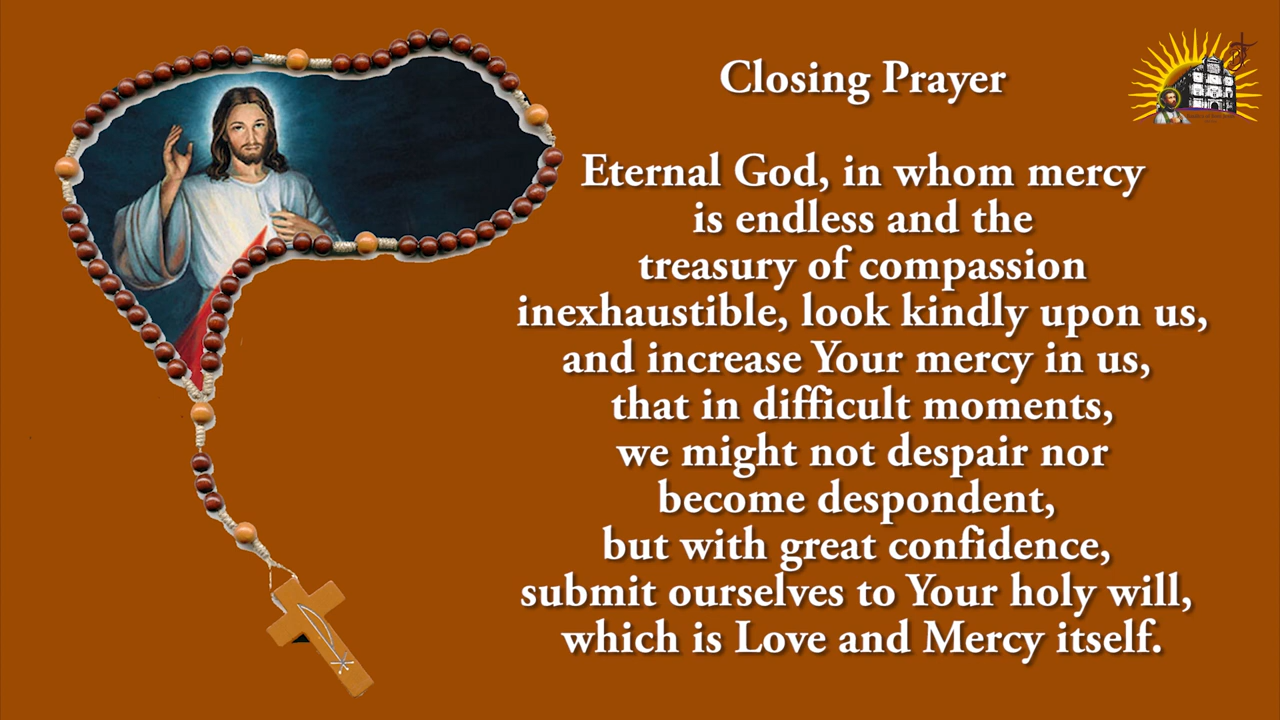 Closing Prayer
Eternal God, in whom mercy
is endless and the
treasury of compassion
inexhaustible, look kindly upon us,
and increase Your mercy in us,
that in difficult moments,
we might not despair nor
become despondent,
but with great confidence,
submit ourselves to Your holy will,
which is Love and Mercy itself.